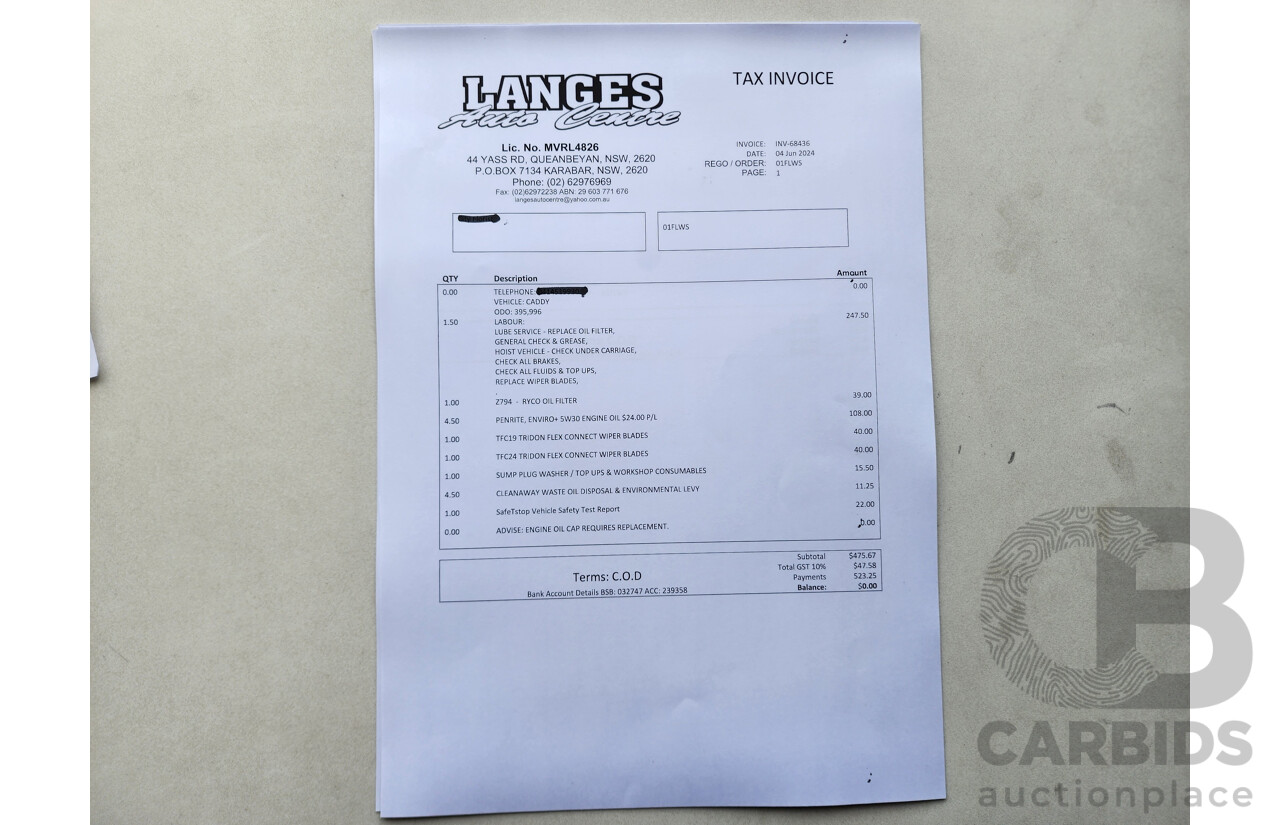 LANGES
Auto Centre
TAX INVOICE
Lic. No. MVRL4826
44 YASS RD, QUEANBEYAN, NSW, 2620
P.O.BOX 7134 KARABAR, NSW, 2620
Phone: (02) 62976969
Fax: (02)62972238 ABN: 29 603 771 676
langesautocentre@yahoo.com.au
INVOICE: INV-68436
DATE: 04 Jun 2024
REGO / ORDER: 01FLWS
PAGE: 1
01FLWS
QTY Description Amount
0.00 TELEPHONE: 0.00
VEHICLE: CADDY
ODO: 395,996
1.50 LABOUR: 247.50
LUBE SERVICE - REPLACE OIL FILTER,
GENERAL CHECK & GREASE,
HOIST VEHICLE - CHECK UNDER CARRIAGE,
CHECK ALL BRAKES,
CHECK ALL FLUIDS & TOP UPS,
REPLACE WIPER BLADES,
.
1.00 Z794 - RYCO OIL FILTER 39.00
4.50 PENRITE, ENVIRO+ 5W30 ENGINE OIL $24.00 P/L 108.00
1.00 TFC19 TRIDON FLEX CONNECT WIPER BLADES 40.00
1.00 TFC24 TRIDON FLEX CONNECT WIPER BLADES 40.00
1.00 SUMP PLUG WASHER / TOP UPS & WORKSHOP CONSUMABLES 15.50
4.50 CLEANAWAY WASTE OIL DISPOSAL & ENVIRONMENTAL LEVY 11.25
1.00 SafeTstop Vehicle Safety Test Report 22.00
0.00 ADVISE: ENGINE OIL CAP REQUIRES REPLACEMENT. 0.00
Terms: C.O.D
Bank Account Details BSB: 032747 ACC: 239358
Subtotal $475.67
Total GST 10% $47.58
Payments 523.25
Balance: $0.00
CB
CARBIDS
auctionplace